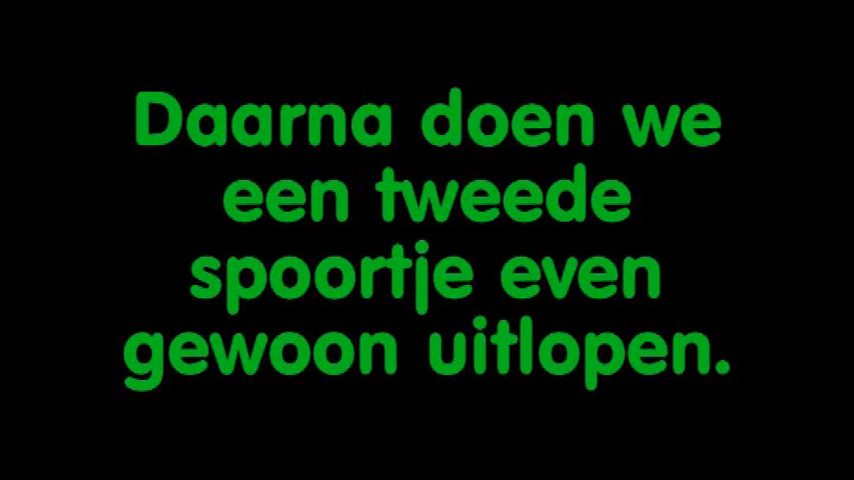 Daarna doen we
een tweede
spoortje even
gewoon uitlopen.